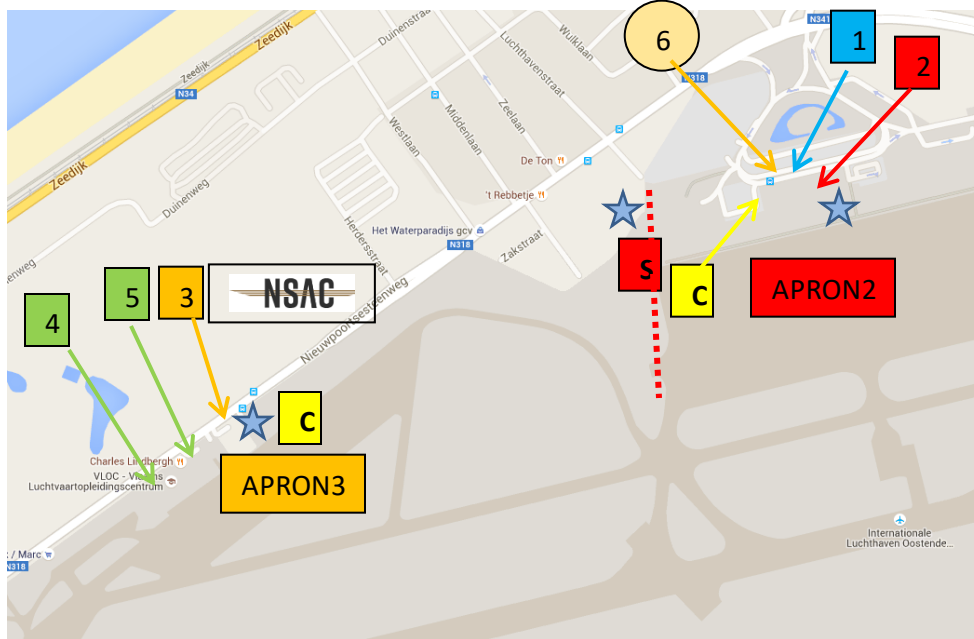 Zeedijk
Zeedijk
N34
Duinenstraat
Wulklaan
Luchthavenstraat
Zeelaan
Middenlaan
Westlaan
N341
N318
6
1
2
De Ton
't Rebbetje
Zeedijk
Duinenweg
Het Waterparadijs gcv
N318
Zakstraat
Herdersstraat
Duinenweg
NSAC
S
C
APRON2
4
5
3
Nieuwpoortsesteenweg
C
Charles Lindbergh
VLOC - Vlaams
Luchtvaartopleidingscentrum
APRON3
/ Marc
N318
Internationale
Luchthaven Oostende...